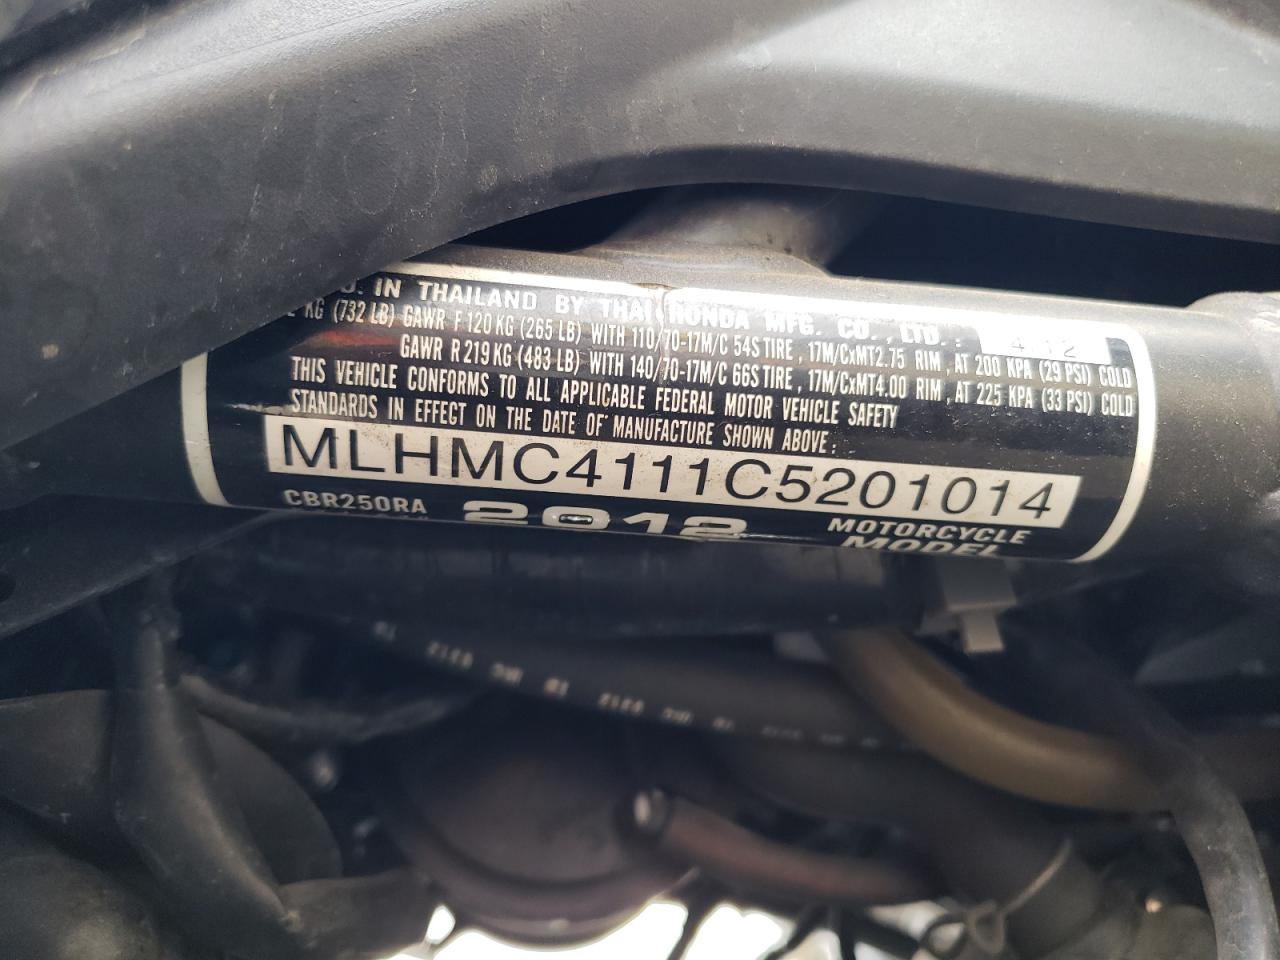 IN THAILAND BY THAI HONDA MFG. CO., LTD.: 4/12
KG (732 LB) GAWR F 120 KG (265 LB) WITH 110/70-17M/C 54S TIRE, 17M/CxMT2.75 RIM, AT 200 KPA (29 PSI) COLD
GAWR R 219 KG (483 LB) WITH 140/70-17M/C 66S TIRE, 17M/CxMT4.00 RIM, AT 225 KPA (33 PSI) COLD
THIS VEHICLE CONFORMS TO ALL APPLICABLE FEDERAL MOTOR VEHICLE SAFETY
STANDARDS IN EFFECT ON THE DATE OF MANUFACTURE SHOWN ABOVE:
MLHMC4111C5201014
CBR250RA 2012 MOTORCYCLE
MODEL